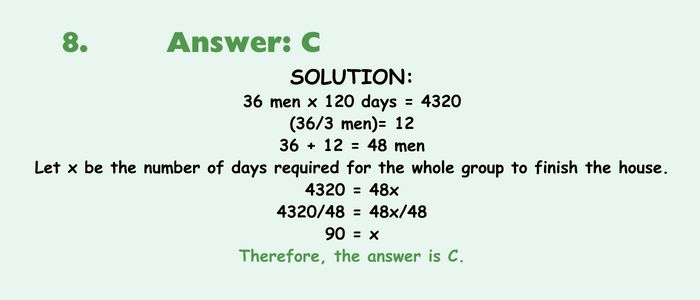 8. Answer: C
SOLUTION:
36 men x 120 days = 4320
(36/3 men)= 12
36 + 12 = 48 men
Let x be the number of days required for the whole group to finish the house.
4320 = 48x
4320/48 = 48x/48
90 = x
Therefore, the answer is C.